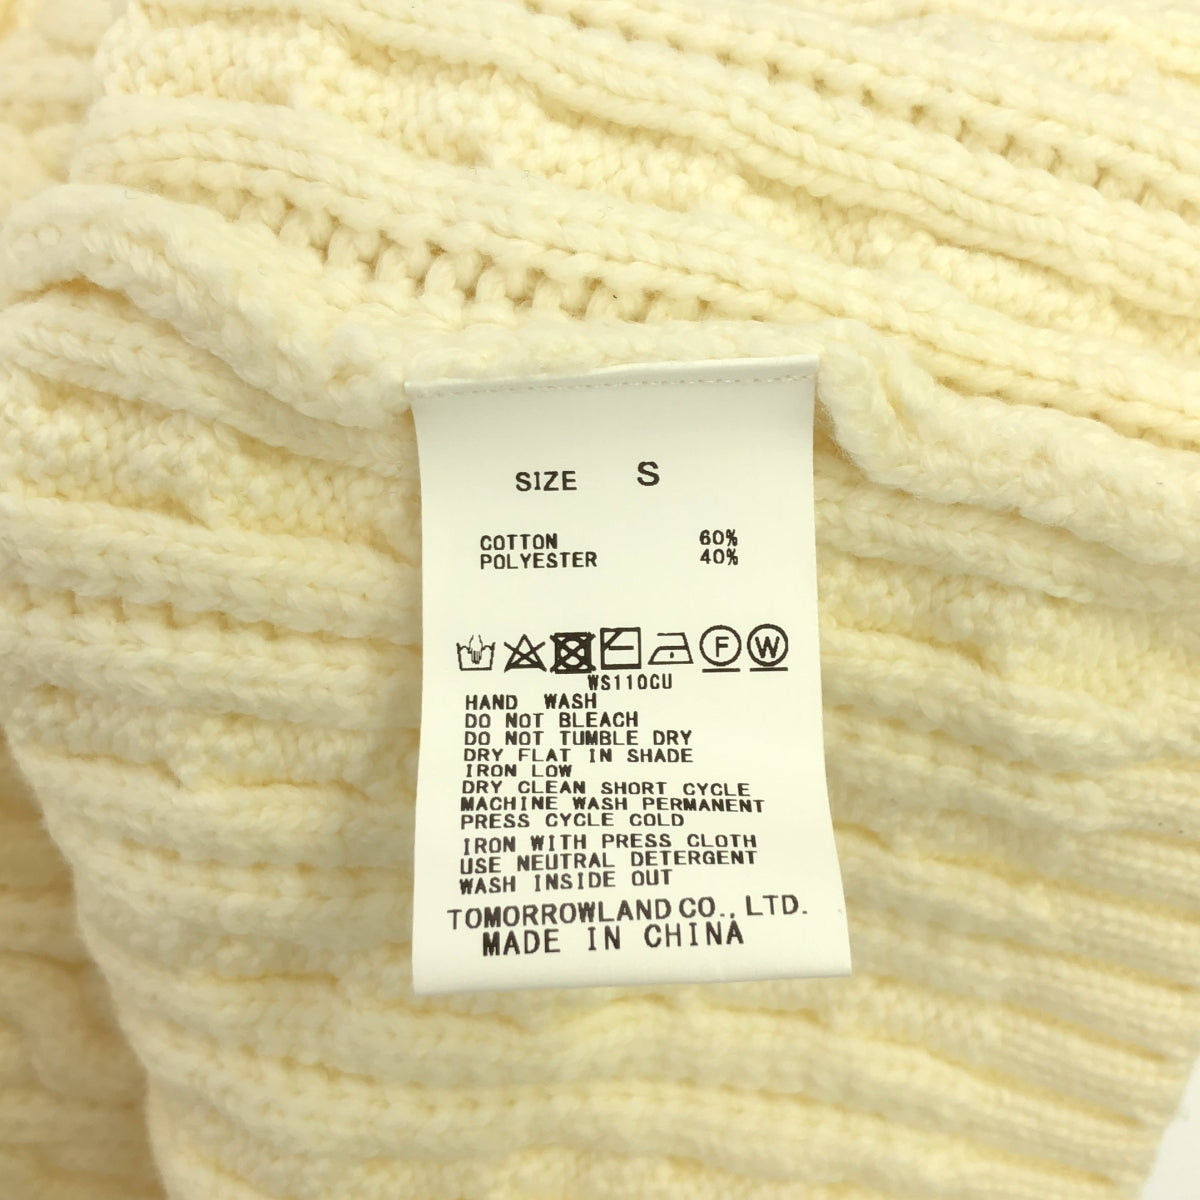 SIZE S
COTTON 60%
POLYESTER 40%
F W
WS110CU
HAND WASH
DO NOT BLEACH
DO NOT TUMBLE DRY
DRY FLAT IN SHADE
IRON LOW
DRY CLEAN SHORT CYCLE
MACHINE WASH PERMANENT
PRESS CYCLE COLD
IRON WITH PRESS CLOTH
USE NEUTRAL DETERGENT
WASH INSIDE OUT
TOMORROWLAND CO., LTD.
MADE IN CHINA